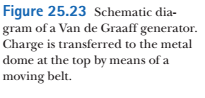 Figure 25.23 Schematic dia-
gram of a Van de Graaff generator.
Charge is transferred to the metal
dome at the top by means of a
moving belt.